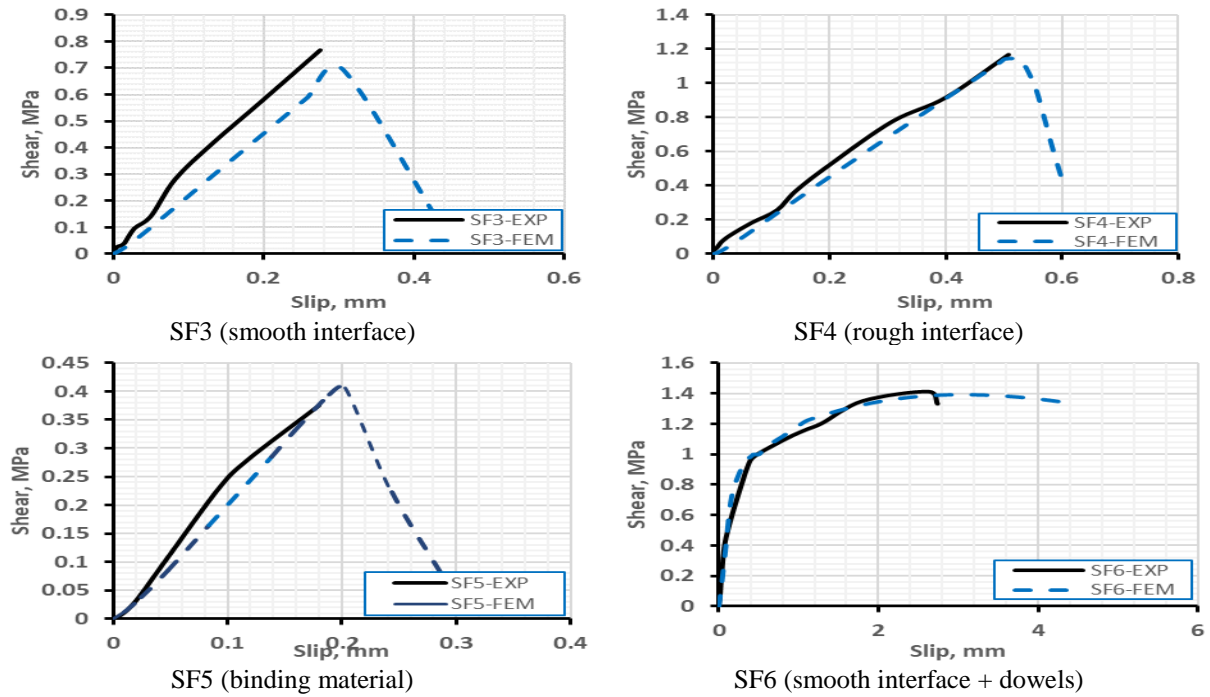 0.9
0.8
0.7
0.6
0.5
0.4
0.3
0.2
0.1
0
Shear, MPa
0 0.2 0.4 0.6
Slip, mm
SF3-EXP
SF3-FEM
SF3 (smooth interface)
1.4
1.2
1
0.8
0.6
0.4
0.2
0
Shear, MPa
0 0.2 0.4 0.6 0.8
Slip, mm
SF4-EXP
SF4-FEM
SF4 (rough interface)
0.45
0.4
0.35
0.3
0.25
0.2
0.15
0.1
0.05
0
Shear, MPa
0 0.1 0.2 0.3 0.4
Slip, mm
SF5-EXP
SF5-FEM
SF5 (binding material)
1.6
1.4
1.2
1
0.8
0.6
0.4
0.2
0
Shear, MPa
0 2 4 6
Slip, mm
SF6-EXP
SF6-FEM
SF6 (smooth interface + dowels)